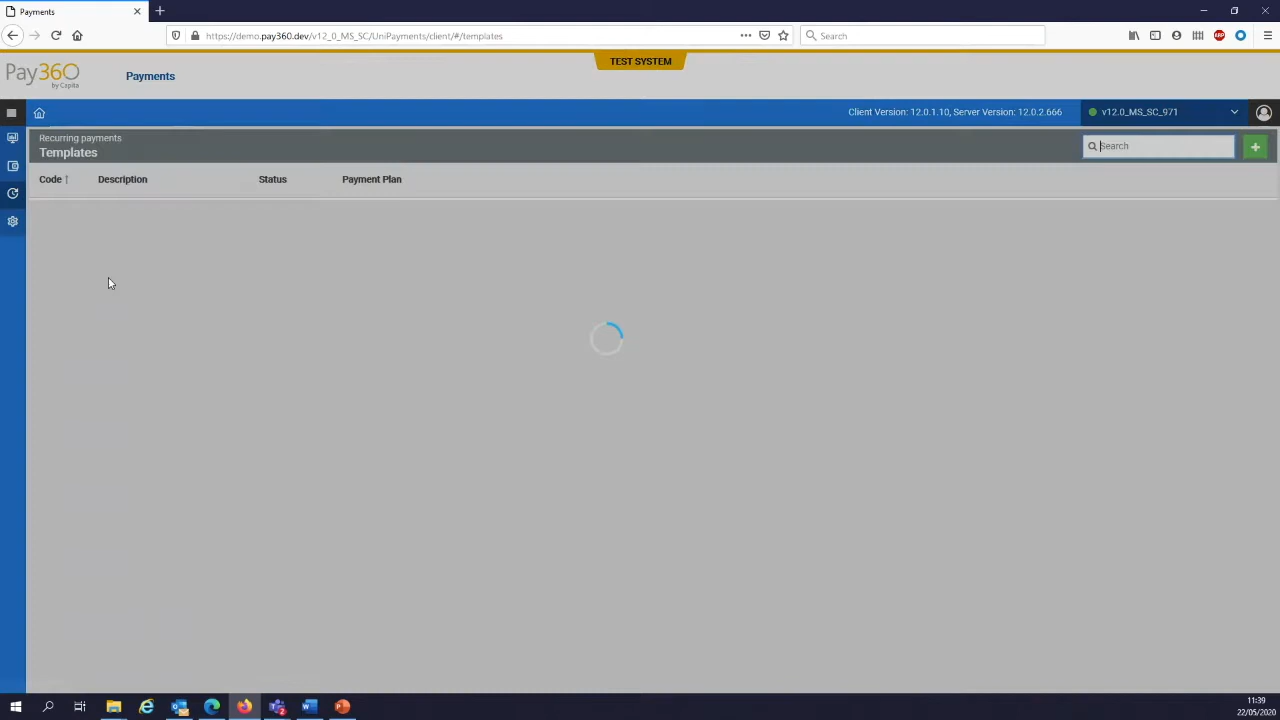 Payments
https://demo.pay360.dev/v12_0_MS_SC/UniPayments/client/#/templates
Search
TEST SYSTEM
Pay360
by Capita
Payments
Client Version: 12.0.1.10, Server Version: 12.0.2.666
v12.0_MS_SC_971
Recurring payments
Templates
Search
Code ↑ Description Status Payment Plan
11:39
22/05/2020